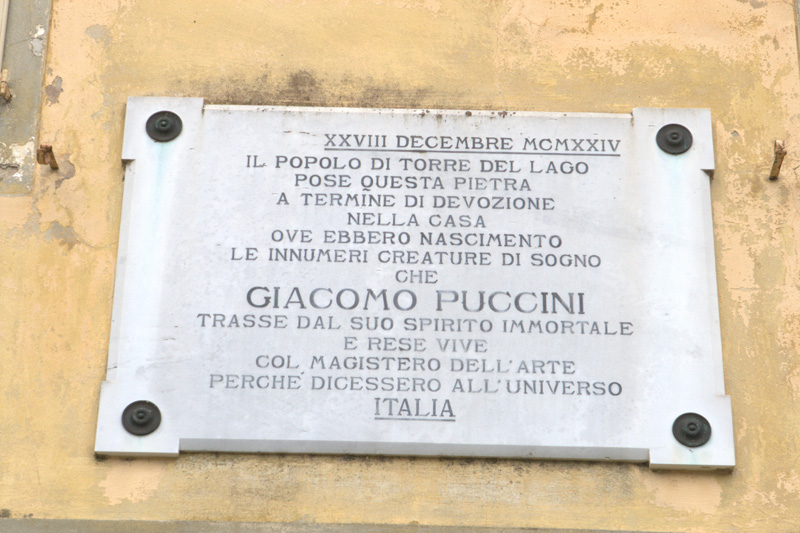 XXVIII DECEMBRE MCMXXIV
IL POPOLO DI TORRE DEL LAGO
POSE QUESTA PIETRA
A TERMINE DI DEVOZIONE
NELLA CASA
OVE EBBERO NASCIMENTO
LE INNUMERI CREATURE DI SOGNO
CHE
GIACOMO PUCCINI
TRASSE DAL SUO SPIRITO IMMORTALE
E RESE VIVE
COL MAGISTERO DELL'ARTE
PERCHÈ DICESSERO ALL'UNIVERSO
ITALIA